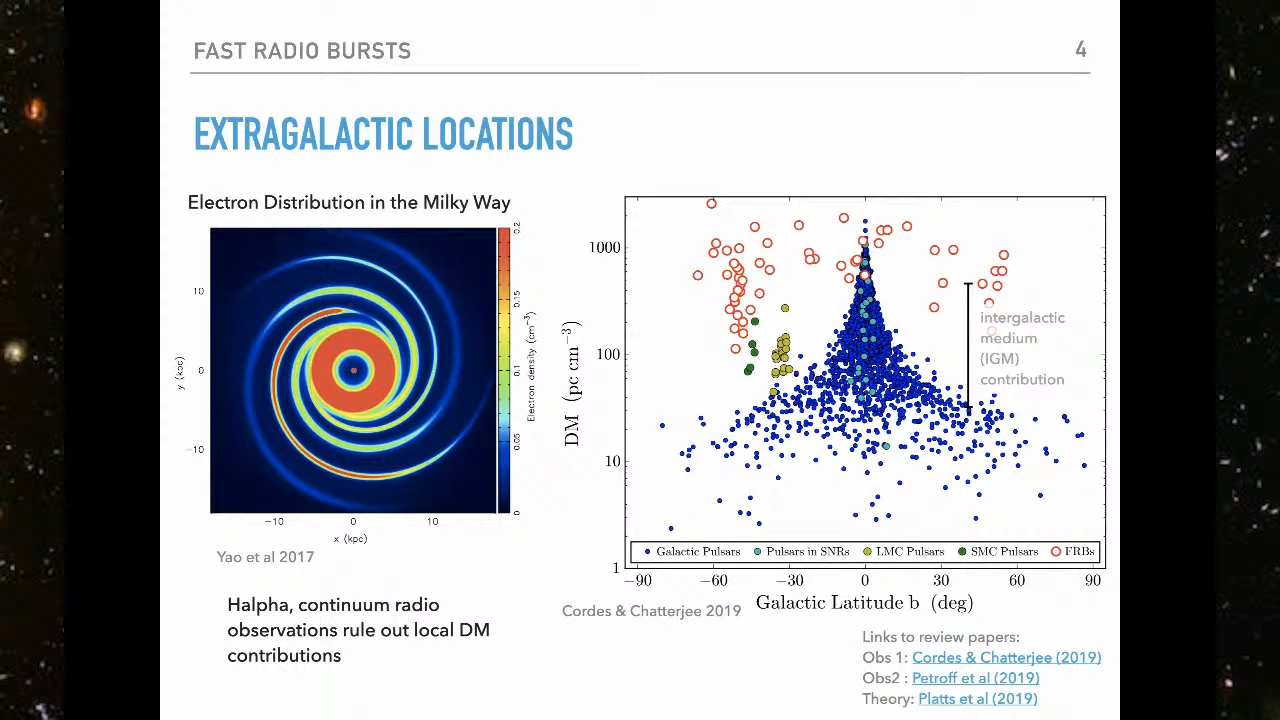 FAST RADIO BURSTS
4
EXTRAGALACTIC LOCATIONS
Electron Distribution in the Milky Way
10
0
−10
y (kpc)
−10
0
10
x (kpc)
0.2
0.15
0.1
0.05
0
Electron density (cm⁻³)
Yao et al 2017
Halpha, continuum radio
observations rule out local DM
contributions
1000
100
10
1
DM (pc cm⁻³)
intergalactic
medium
(IGM)
contribution
Galactic Pulsars
Pulsars in SNRs
LMC Pulsars
SMC Pulsars
FRBs
−90
−60
−30
0
30
60
90
Galactic Latitude b (deg)
Cordes & Chatterjee 2019
Links to review papers:
Obs 1: Cordes & Chatterjee (2019)
Obs2 : Petroff et al (2019)
Theory: Platts et al (2019)